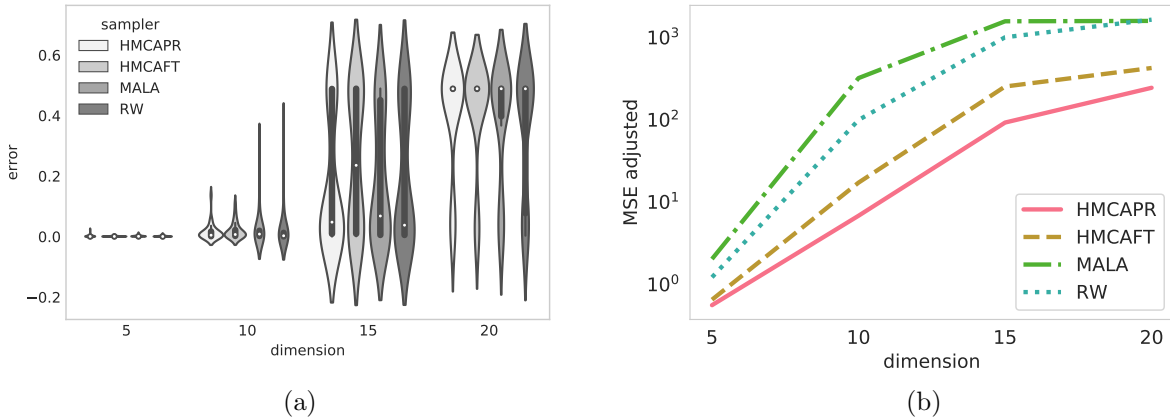 sampler
HMCAPR
HMCAFT
MALA
RW
error
0.6
0.4
0.2
0.0
−0.2
5 10 15 20
dimension
(a)
MSE adjusted
10³
10²
10¹
10⁰
HMCAPR
HMCAFT
MALA
RW
5 10 15 20
dimension
(b)